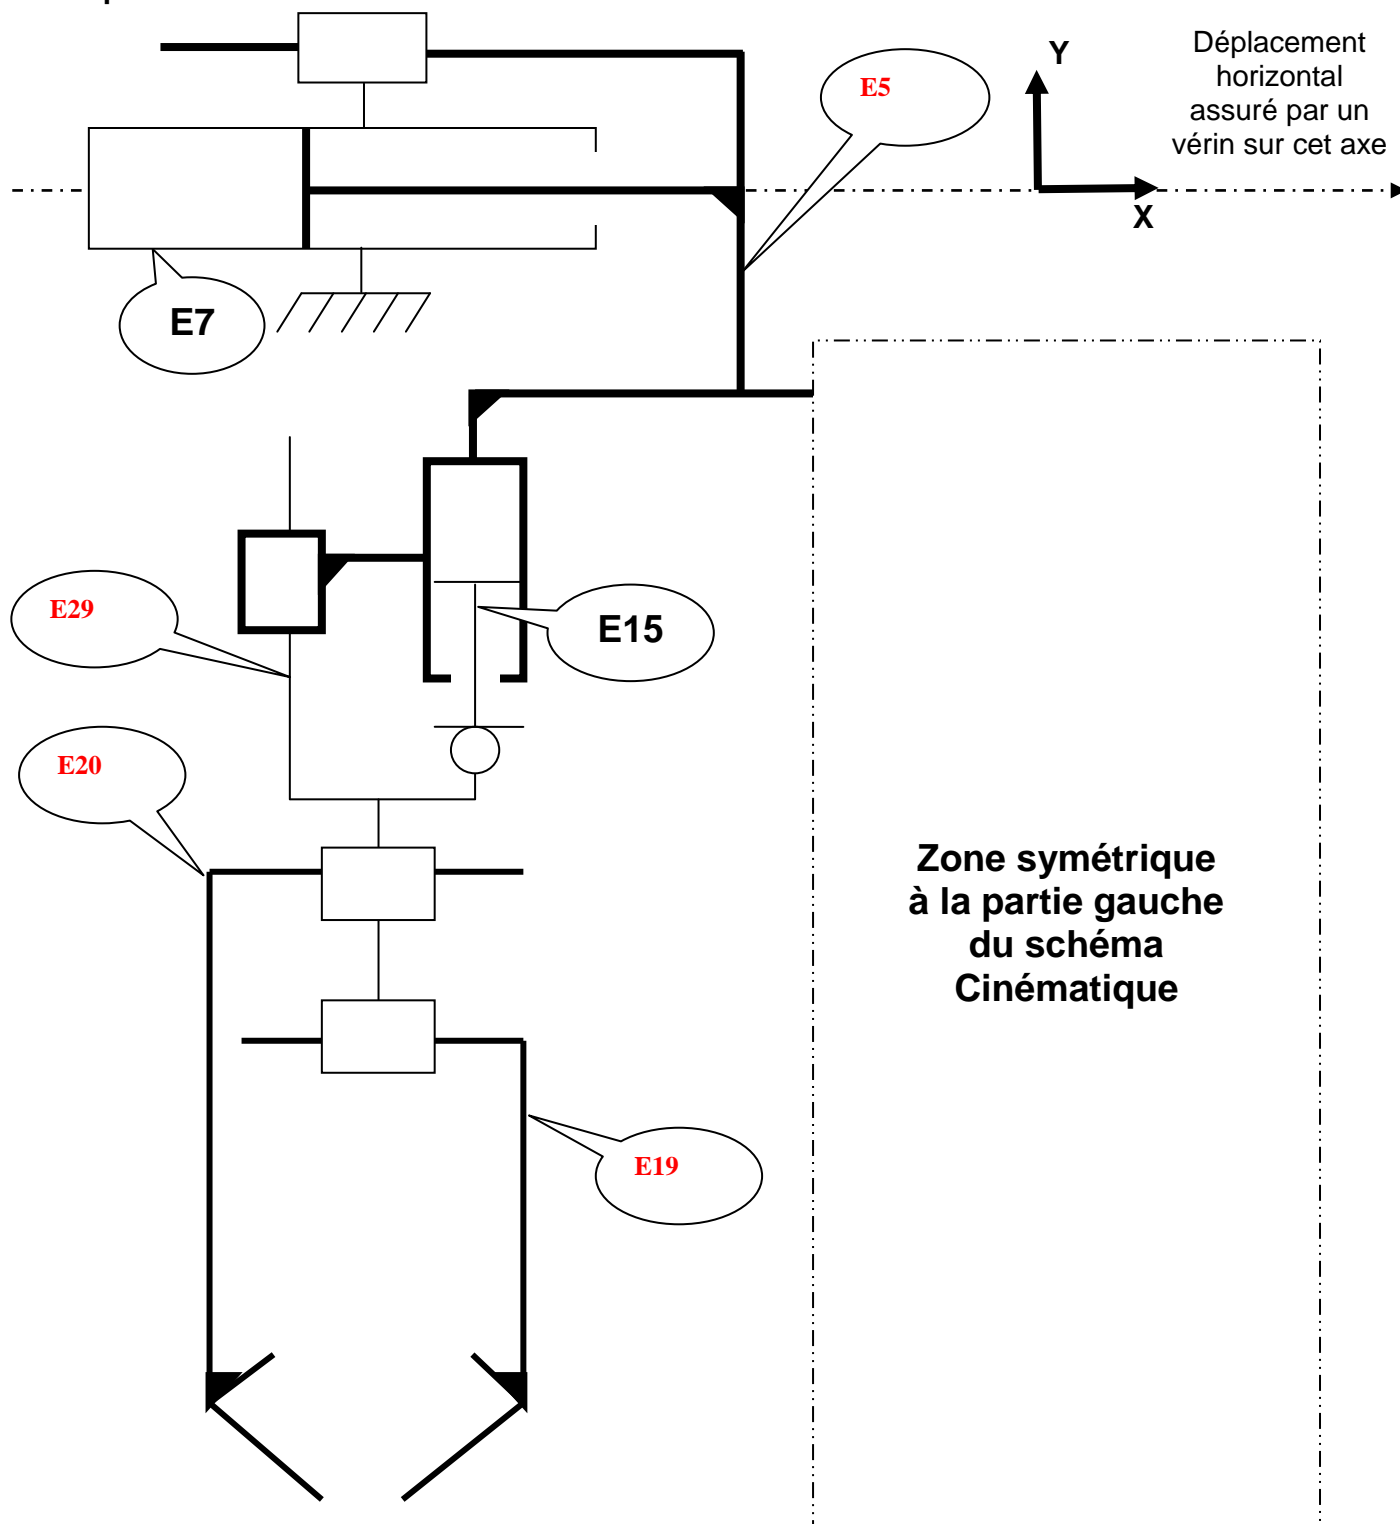 Y
Déplacement
horizontal
assuré par un
vérin sur cet axe
E5
X
E7
E29
E15
E20
Zone symétrique
à la partie gauche
du schéma
Cinématique
E19